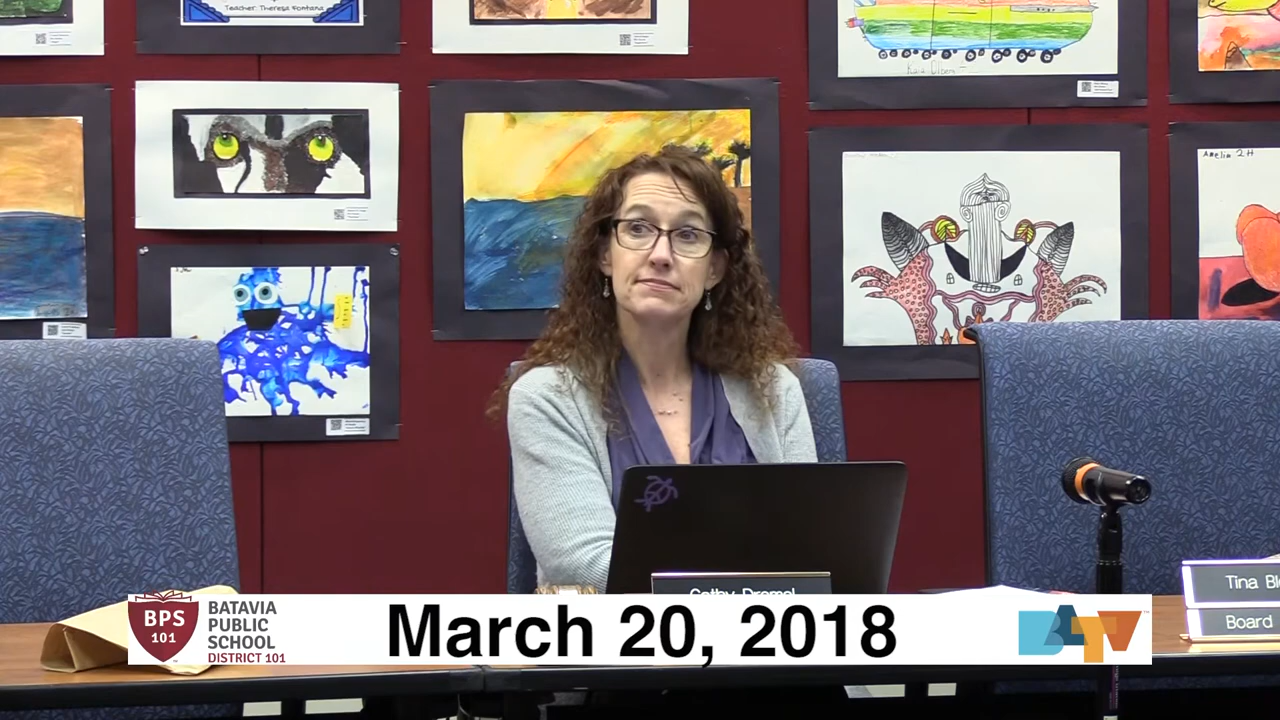 Teacher: Theresa Fontana
Amelia 2H
Cathy Dremel
Tina Bl
Board
BPS
101
BATAVIA
PUBLIC
SCHOOL
DISTRICT 101
March 20, 2018
BATV